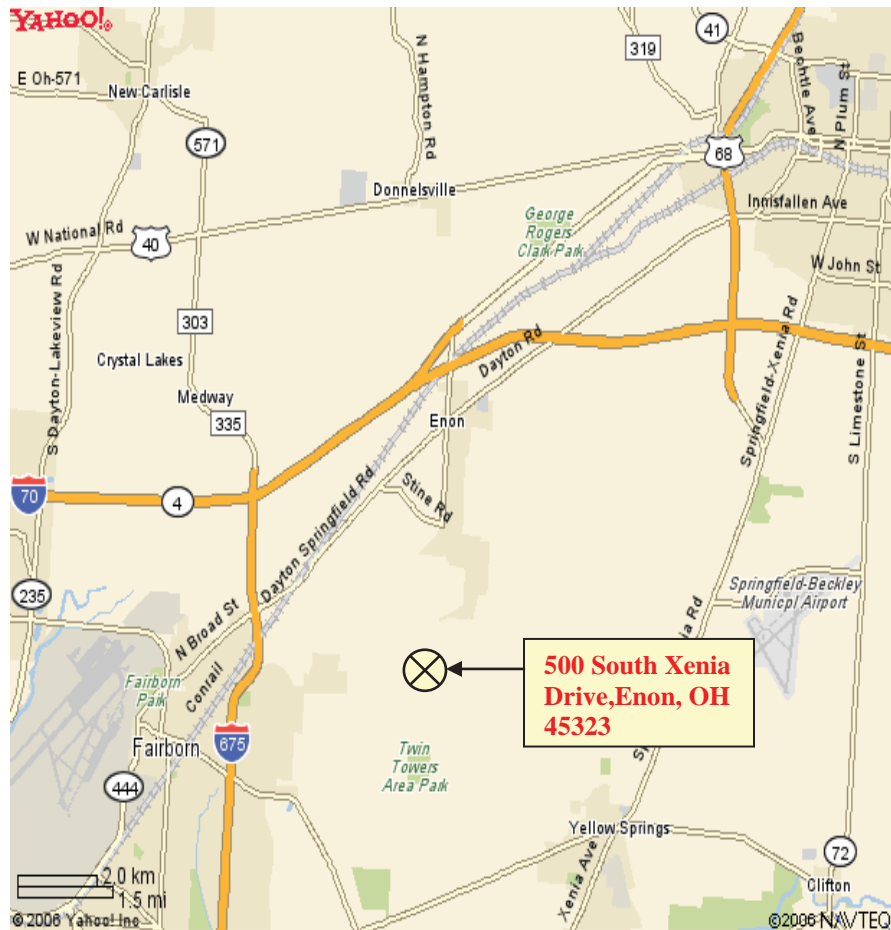 YAHOO!®
41
319
E Oh-571
New Carlisle
N Hampton Rd
Bechtle Ave
N Plum St
571
68
Donnelsville
Innisfallen Ave
George
Rogers
Clark Park
W National Rd
40
W John St
S Dayton-Lakeview Rd
303
Crystal Lakes
Dayton Rd
Springfield-Xenia Rd
S Limestone St
Medway
335
Enon
70
4
Stine Rd
Dayton Springfield Rd
235
Springfield-Beckley
Municpl Airport
N Broad St
Conrail
ia Rd
500 South Xenia
Drive,Enon, OH
45323
Fairborn
Park
Fairborn
675
Twin
Towers
Area Park
Sp
444
Yellow Springs
72
Xenia Ave
Clifton
2.0 km
1.5 mi
©2006 Yahoo! Inc
©2006 NAVTEQ